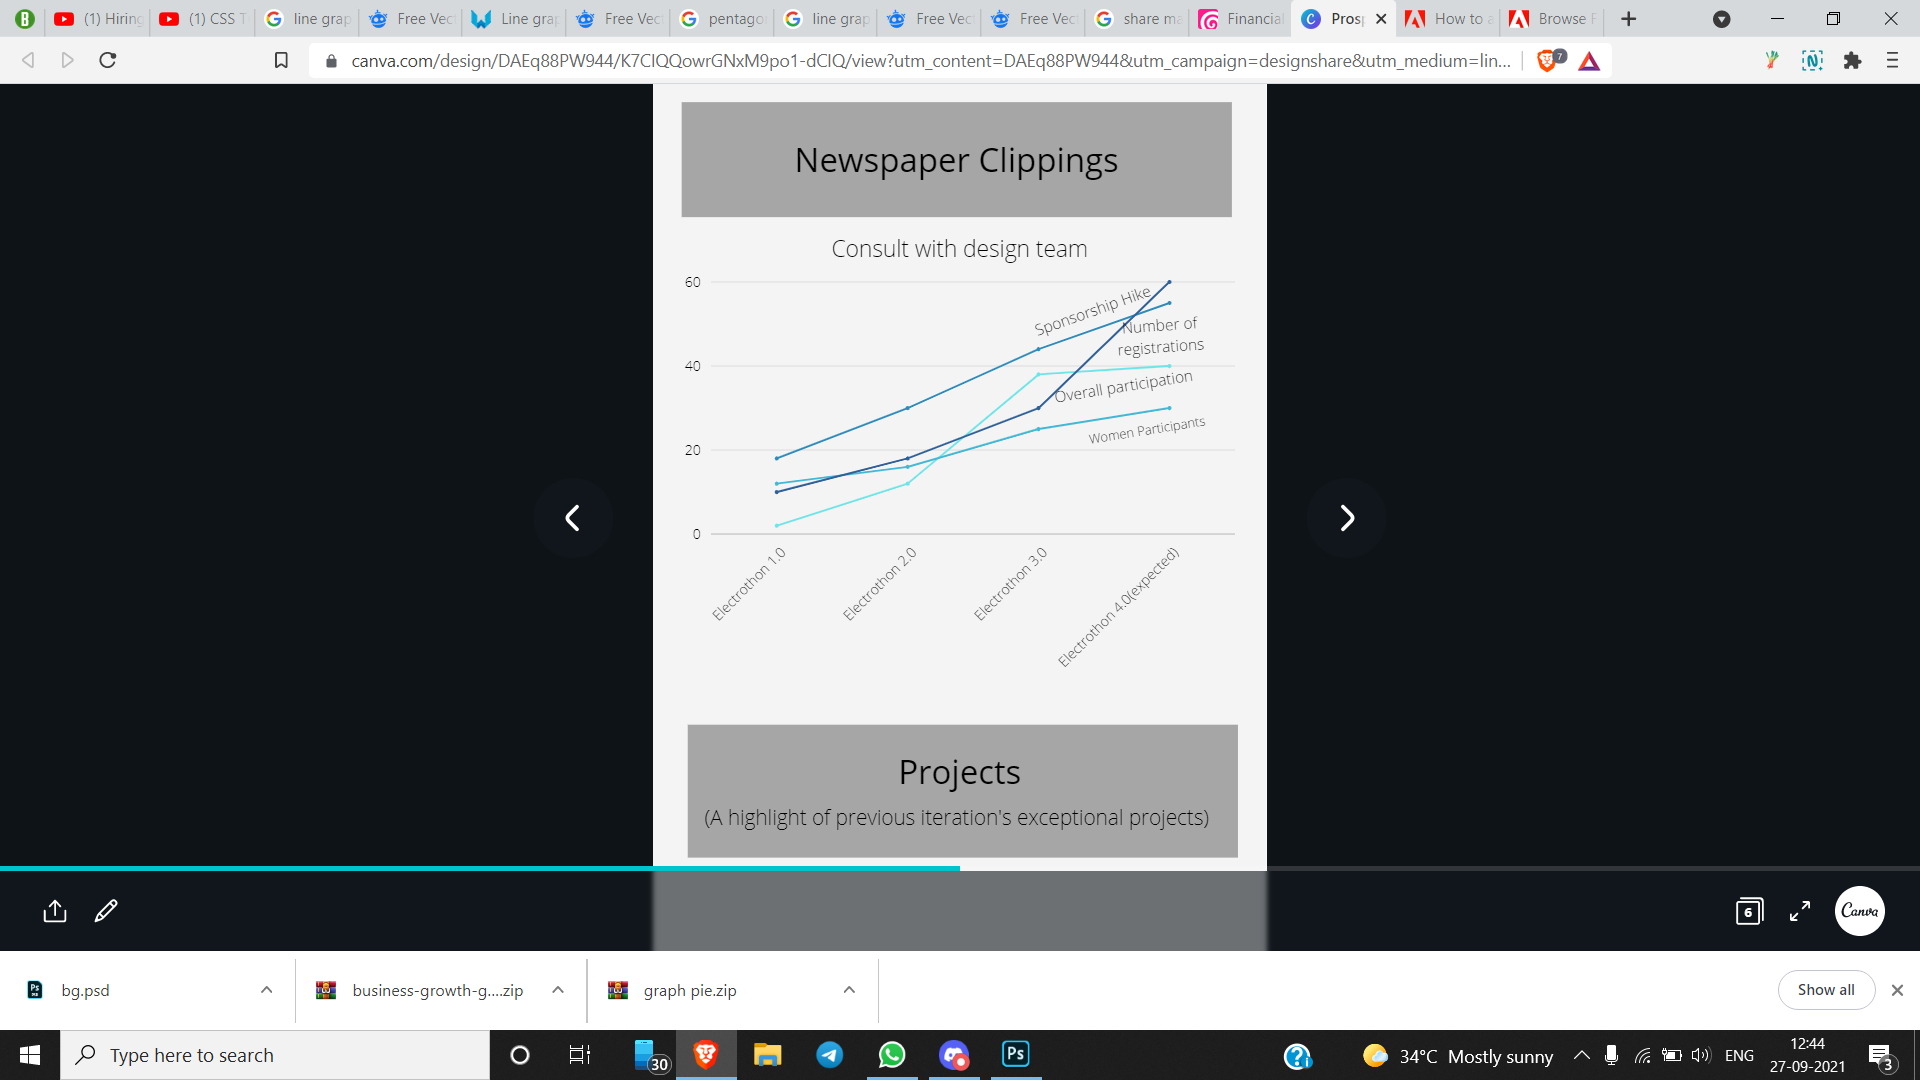 (1) Hiring
(1) CSS T
line grap
Free Vec
Line gra
Free Vec
pentago
line grap
Free Vec
Free Vec
share ma
Financial
Pros
How to a
Browse F
canva.com/design/DAEq88PW944/K7CIQQowrGNxM9po1-dCIQ/view?utm_content=DAEq88PW944&utm_campaign=designshare&utm_medium=lin...
7
Newspaper Clippings
Consult with design team
60
40
20
0
Sponsorship Hike
Number of
registrations
Overall participation
Women Participants
Electrothon 1.0
Electrothon 2.0
Electrothon 3.0
Electrothon 4.0(expected)
Projects
(A highlight of previous iteration's exceptional projects)
6
Canva
bg.psd
business-growth-g....zip
graph pie.zip
Show all
Type here to search
30
Ps
34°C Mostly sunny
ENG
12:44
27-09-2021
3